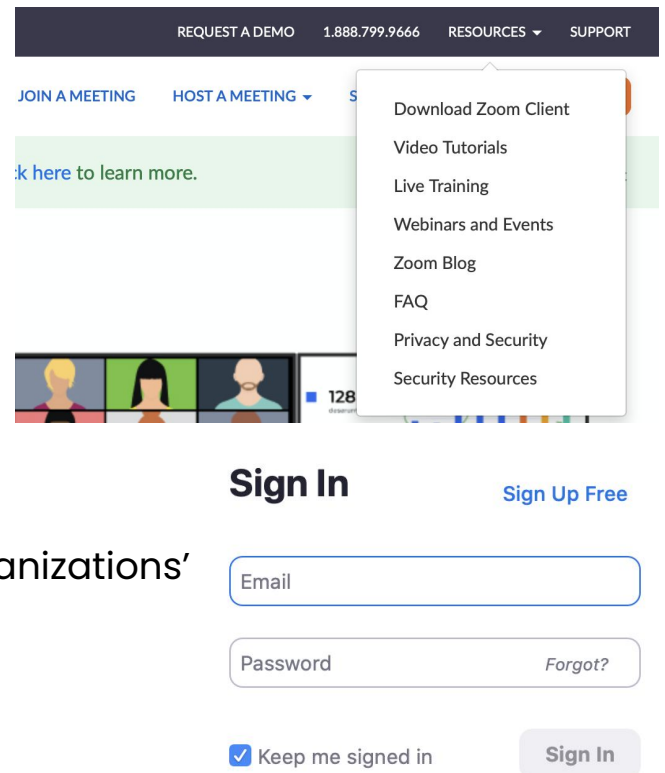 REQUEST A DEMO 1.888.799.9666 RESOURCES SUPPORT
JOIN A MEETING HOST A MEETING S
Download Zoom Client
Video Tutorials
Live Training
here to learn more.
Webinars and Events
Zoom Blog
FAQ
Privacy and Security
Security Resources
128
Sign In Sign Up Free
anizations’
Email
Password Forgot?
Keep me signed in Sign In